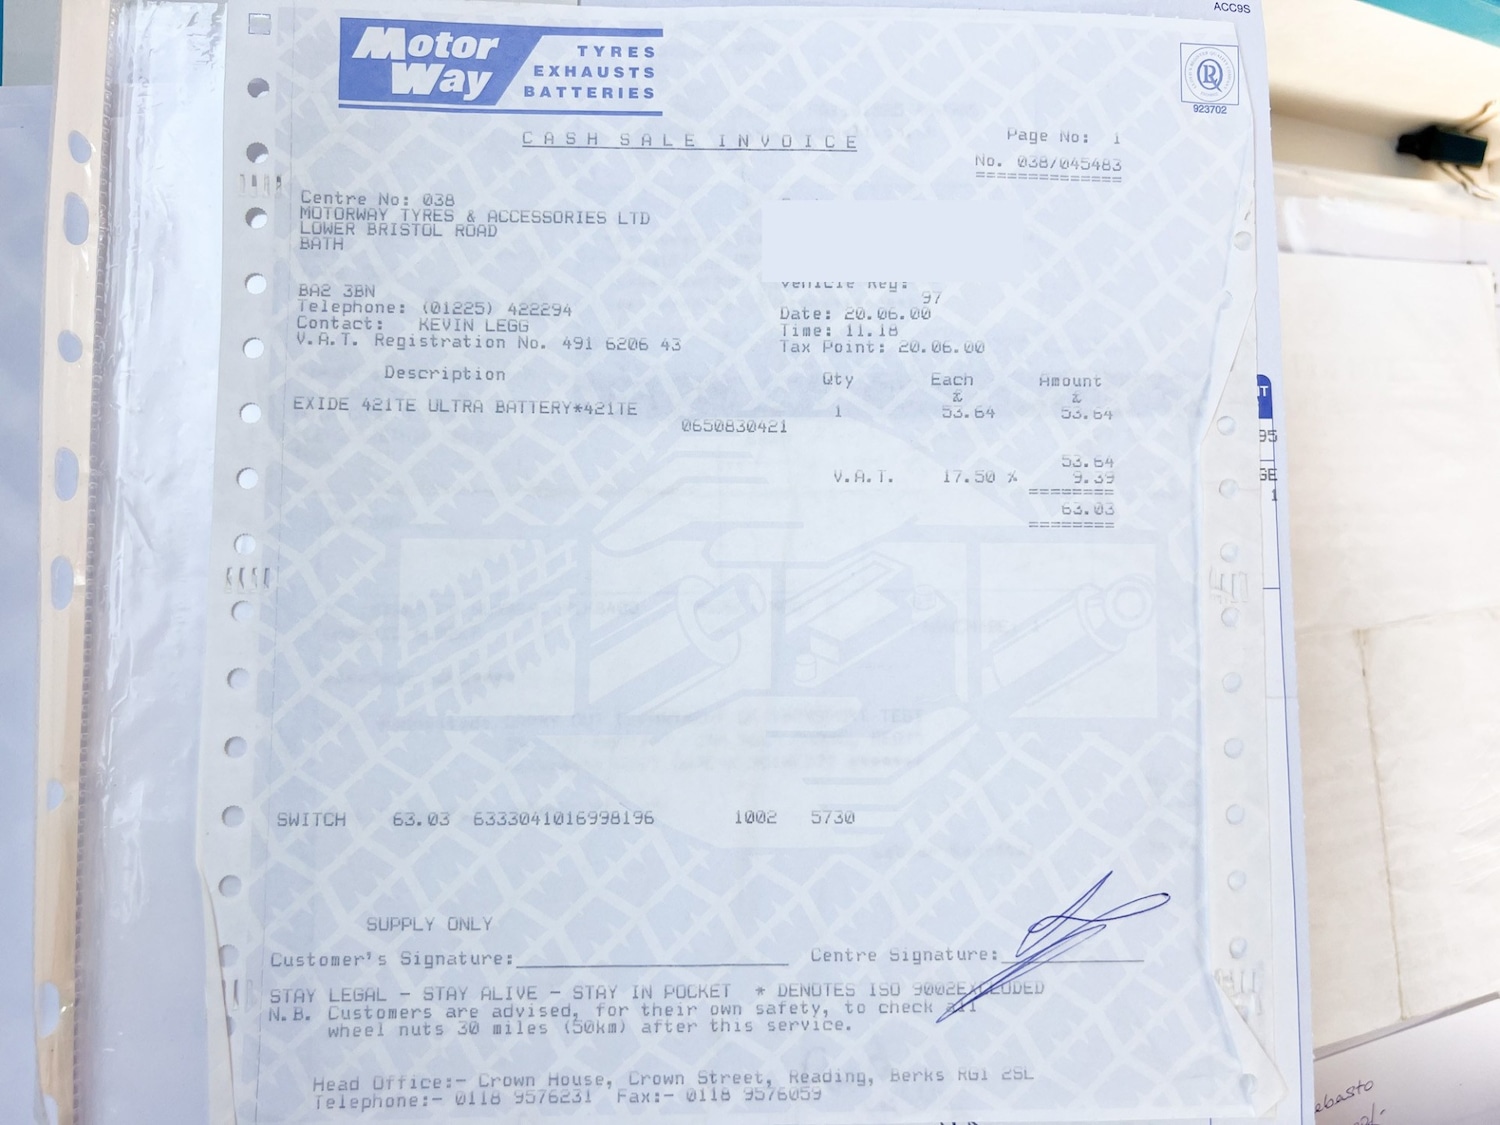 ACC9S
Motor Way
TYRES
EXHAUSTS
BATTERIES
923702
CASH SALE INVOICE
Page No: 1
No. 038/045483
Centre No: 038
MOTORWAY TYRES & ACCESSORIES LTD
LOWER BRISTOL ROAD
BATH
BA2 3BN
Telephone: (01225) 422294
Contact: KEVIN LEGG
V.A.T. Registration No. 491 6206 43
Vehicle Reg:
97
Date: 20.06.00
Time: 11.18
Tax Point: 20.06.00
Description Qty Each Amount
£ £
EXIDE 421TE ULTRA BATTERY*421TE 1 53.64 53.64
0650830421
53.64
V.A.T. 17.50 % 9.39
63.03
SWITCH 63.03 6333041016998196 1002 5730
SUPPLY ONLY
Customer's Signature: Centre Signature:
STAY LEGAL - STAY ALIVE - STAY IN POCKET * DENOTES ISO 9002EXCLUDED
N.B. Customers are advised, for their own safety, to check all
wheel nuts 30 miles (50km) after this service.
Head Office:- Crown House, Crown Street, Reading, Berks RG1 2SL
Telephone:- 0118 9576231 Fax:- 0118 9576059